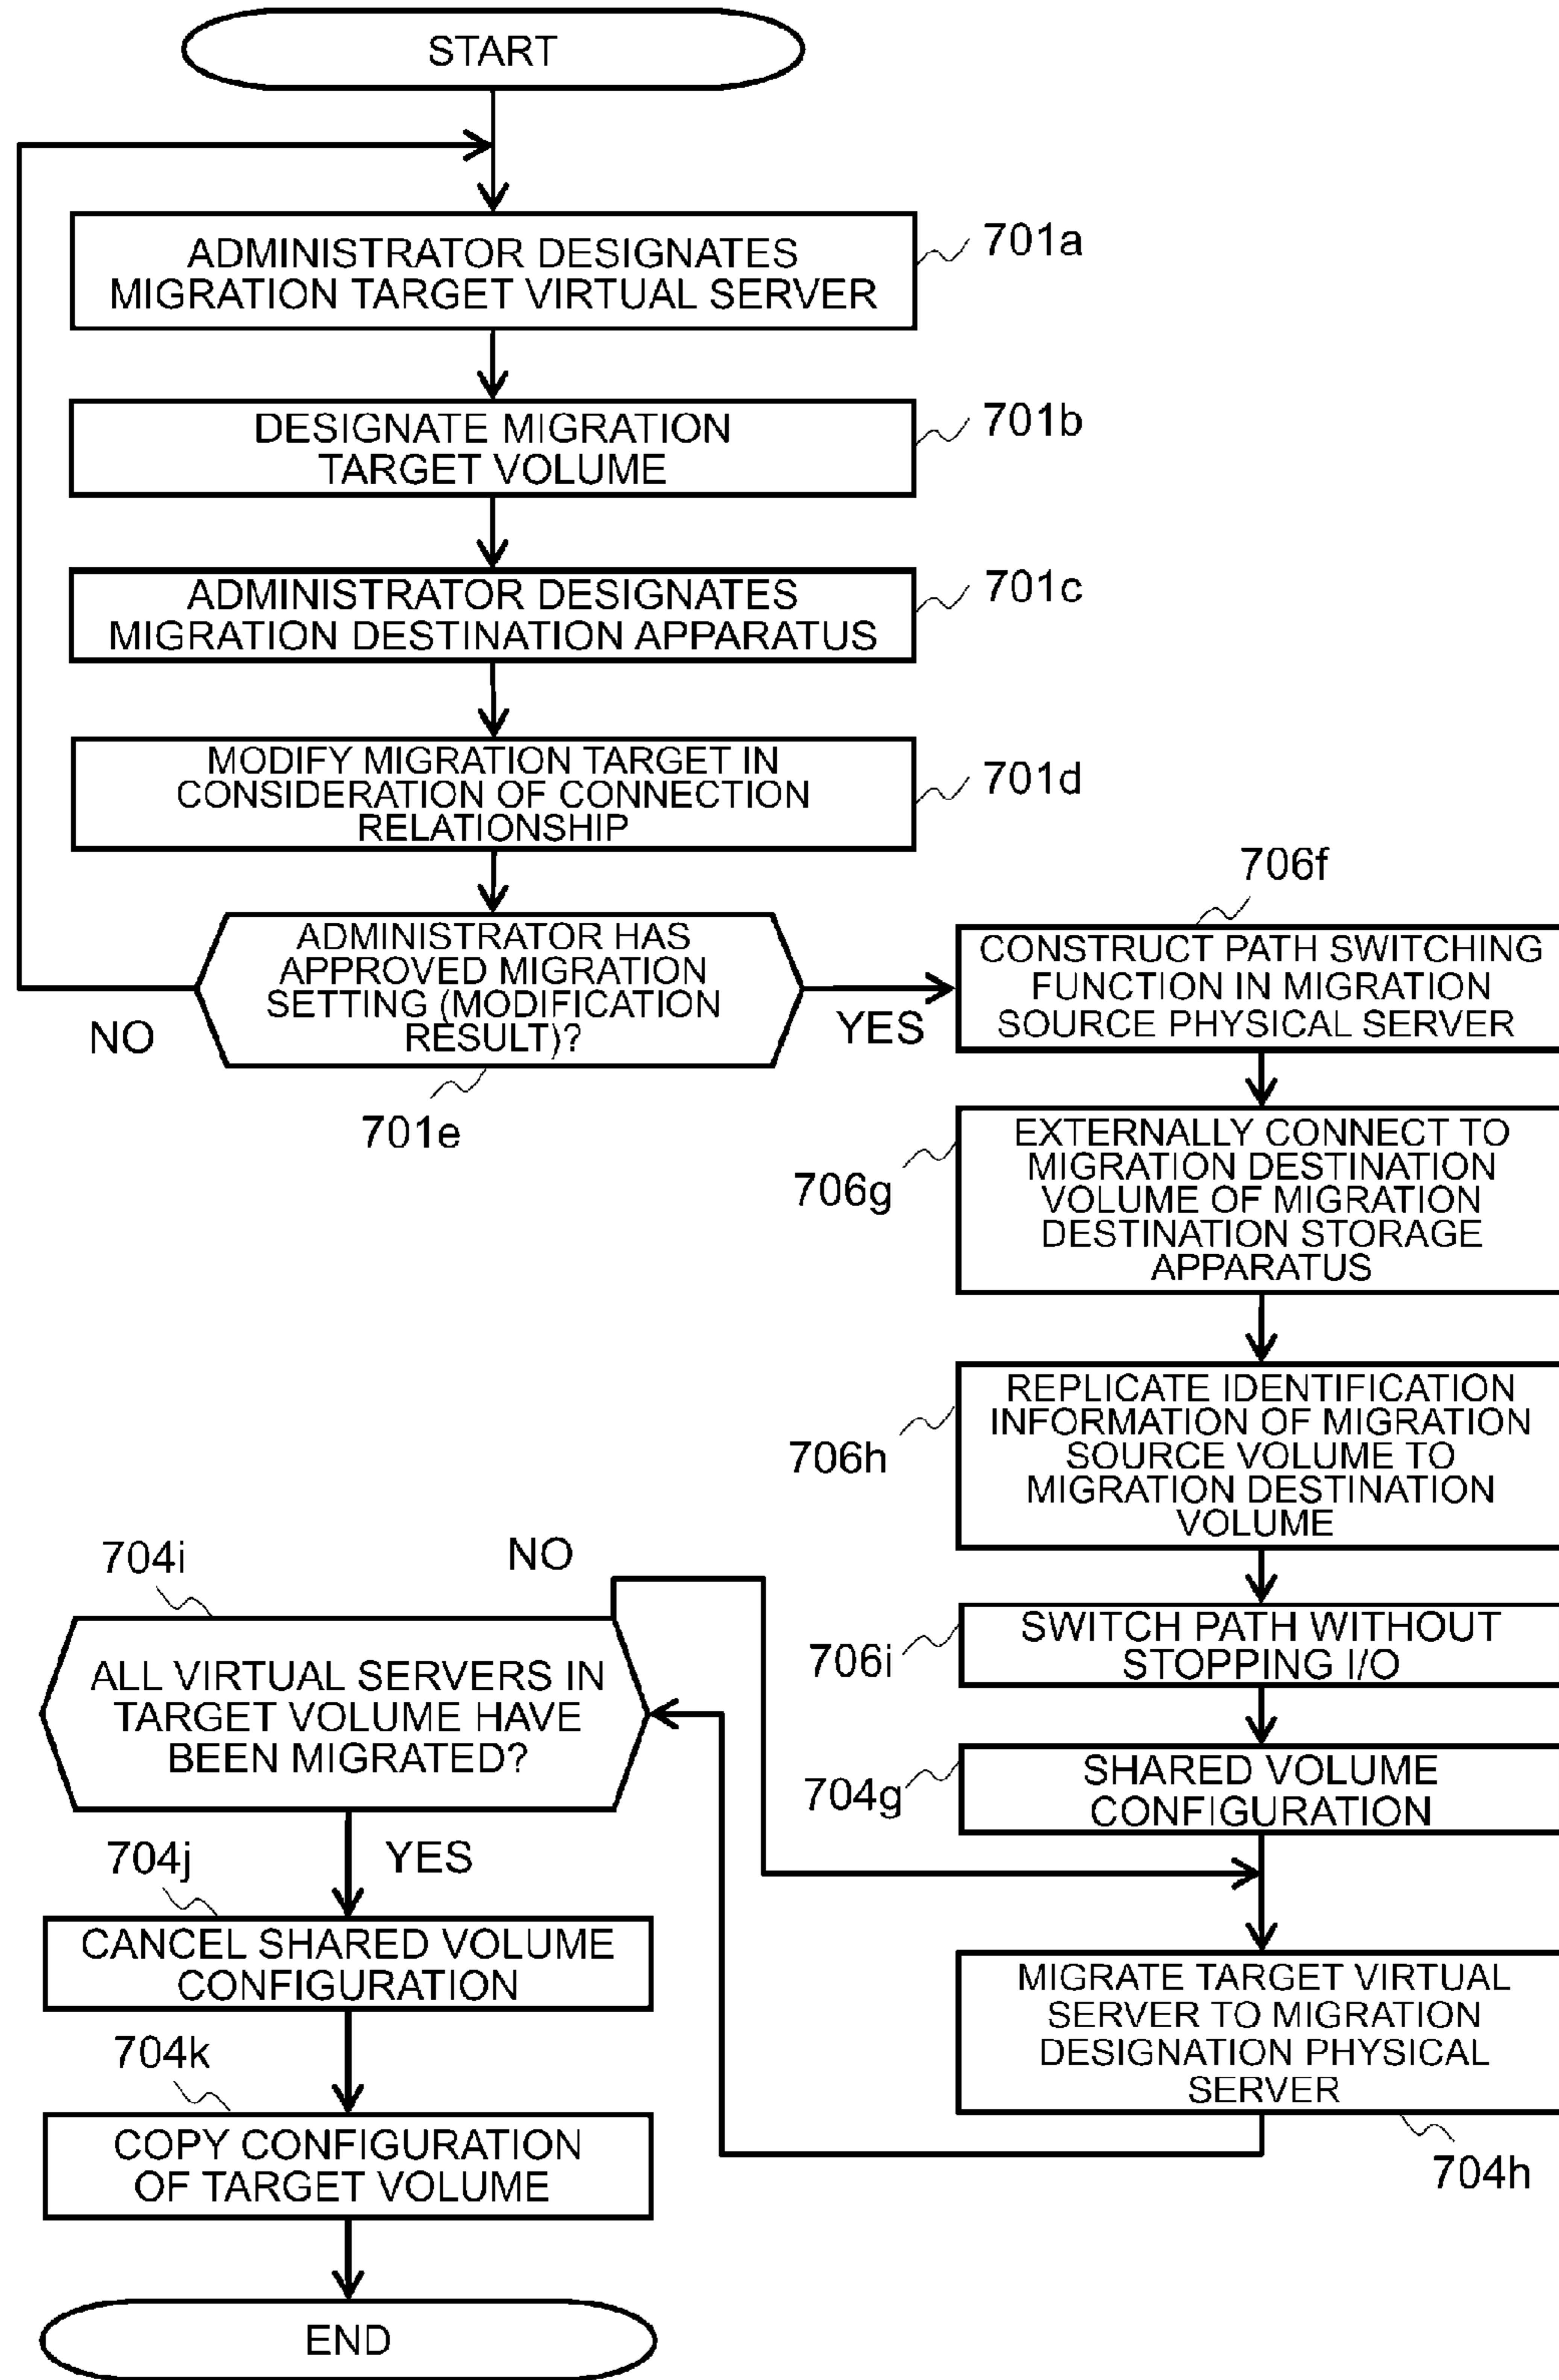 START
ADMINISTRATOR DESIGNATES
MIGRATION TARGET VIRTUAL SERVER
701a
DESIGNATE MIGRATION
TARGET VOLUME
701b
ADMINISTRATOR DESIGNATES
MIGRATION DESTINATION APPARATUS
701c
MODIFY MIGRATION TARGET IN
CONSIDERATION OF CONNECTION
RELATIONSHIP
701d
ADMINISTRATOR HAS
APPROVED MIGRATION
SETTING (MODIFICATION
RESULT)?
NO
YES
701e
706f
CONSTRUCT PATH SWITCHING
FUNCTION IN MIGRATION
SOURCE PHYSICAL SERVER
EXTERNALLY CONNECT TO
MIGRATION DESTINATION
VOLUME OF MIGRATION
DESTINATION STORAGE
APPARATUS
706g
REPLICATE IDENTIFICATION
INFORMATION OF MIGRATION
SOURCE VOLUME TO
MIGRATION DESTINATION
VOLUME
706h
SWITCH PATH WITHOUT
STOPPING I/O
706i
SHARED VOLUME
CONFIGURATION
704g
MIGRATE TARGET VIRTUAL
SERVER TO MIGRATION
DESIGNATION PHYSICAL
SERVER
704h
704i
NO
ALL VIRTUAL SERVERS IN
TARGET VOLUME HAVE
BEEN MIGRATED?
YES
704j
CANCEL SHARED VOLUME
CONFIGURATION
704k
COPY CONFIGURATION
OF TARGET VOLUME
END